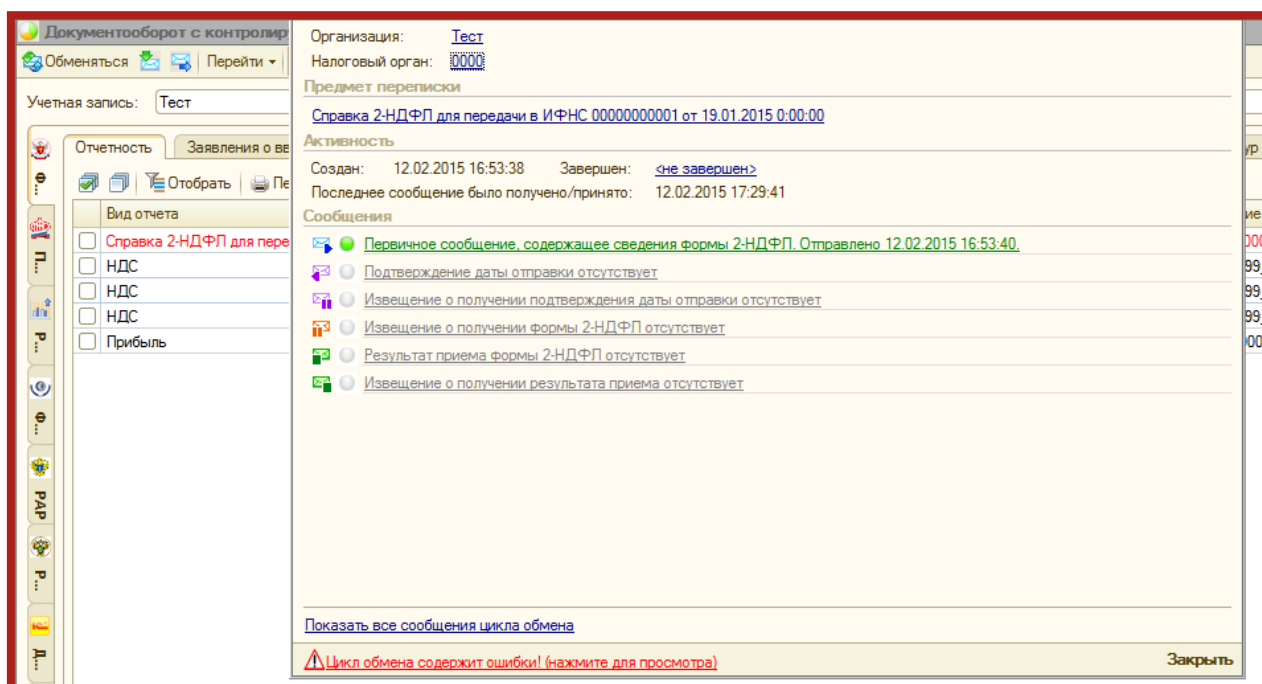 Документооборот с контролир
Обменяться Перейти
Учетная запись: Тест
Отчетность Заявления о вв
Отобрать Пе
Вид отчета
Справка 2-НДФЛ для пере
НДС
НДС
НДС
Прибыль
Ф...
П...
Р...
Ф...
РАР
Р...
Д...
Организация: Тест
Налоговый орган: 0000
Предмет переписки
Справка 2-НДФЛ для передачи в ИФНС 00000000001 от 19.01.2015 0:00:00
Активность
Создан: 12.02.2015 16:53:38 Завершен: <не завершен>
Последнее сообщение было получено/принято: 12.02.2015 17:29:41
Сообщения
Первичное сообщение, содержащее сведения формы 2-НДФЛ. Отправлено 12.02.2015 16:53:40.
Подтверждение даты отправки отсутствует
Извещение о получении подтверждения даты отправки отсутствует
Извещение о получении формы 2-НДФЛ отсутствует
Результат приема формы 2-НДФЛ отсутствует
Извещение о получении результата приема отсутствует
Показать все сообщения цикла обмена
Цикл обмена содержит ошибки! (нажмите для просмотра)
Закрыть